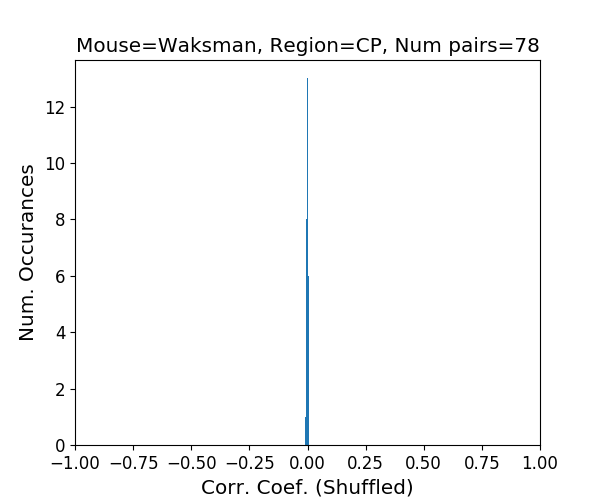 Mouse=Waksman, Region=CP, Num pairs=78
Num. Occurances
12
10
8
6
4
2
0
−1.00 −0.75 −0.50 −0.25 0.00 0.25 0.50 0.75 1.00
Corr. Coef. (Shuffled)